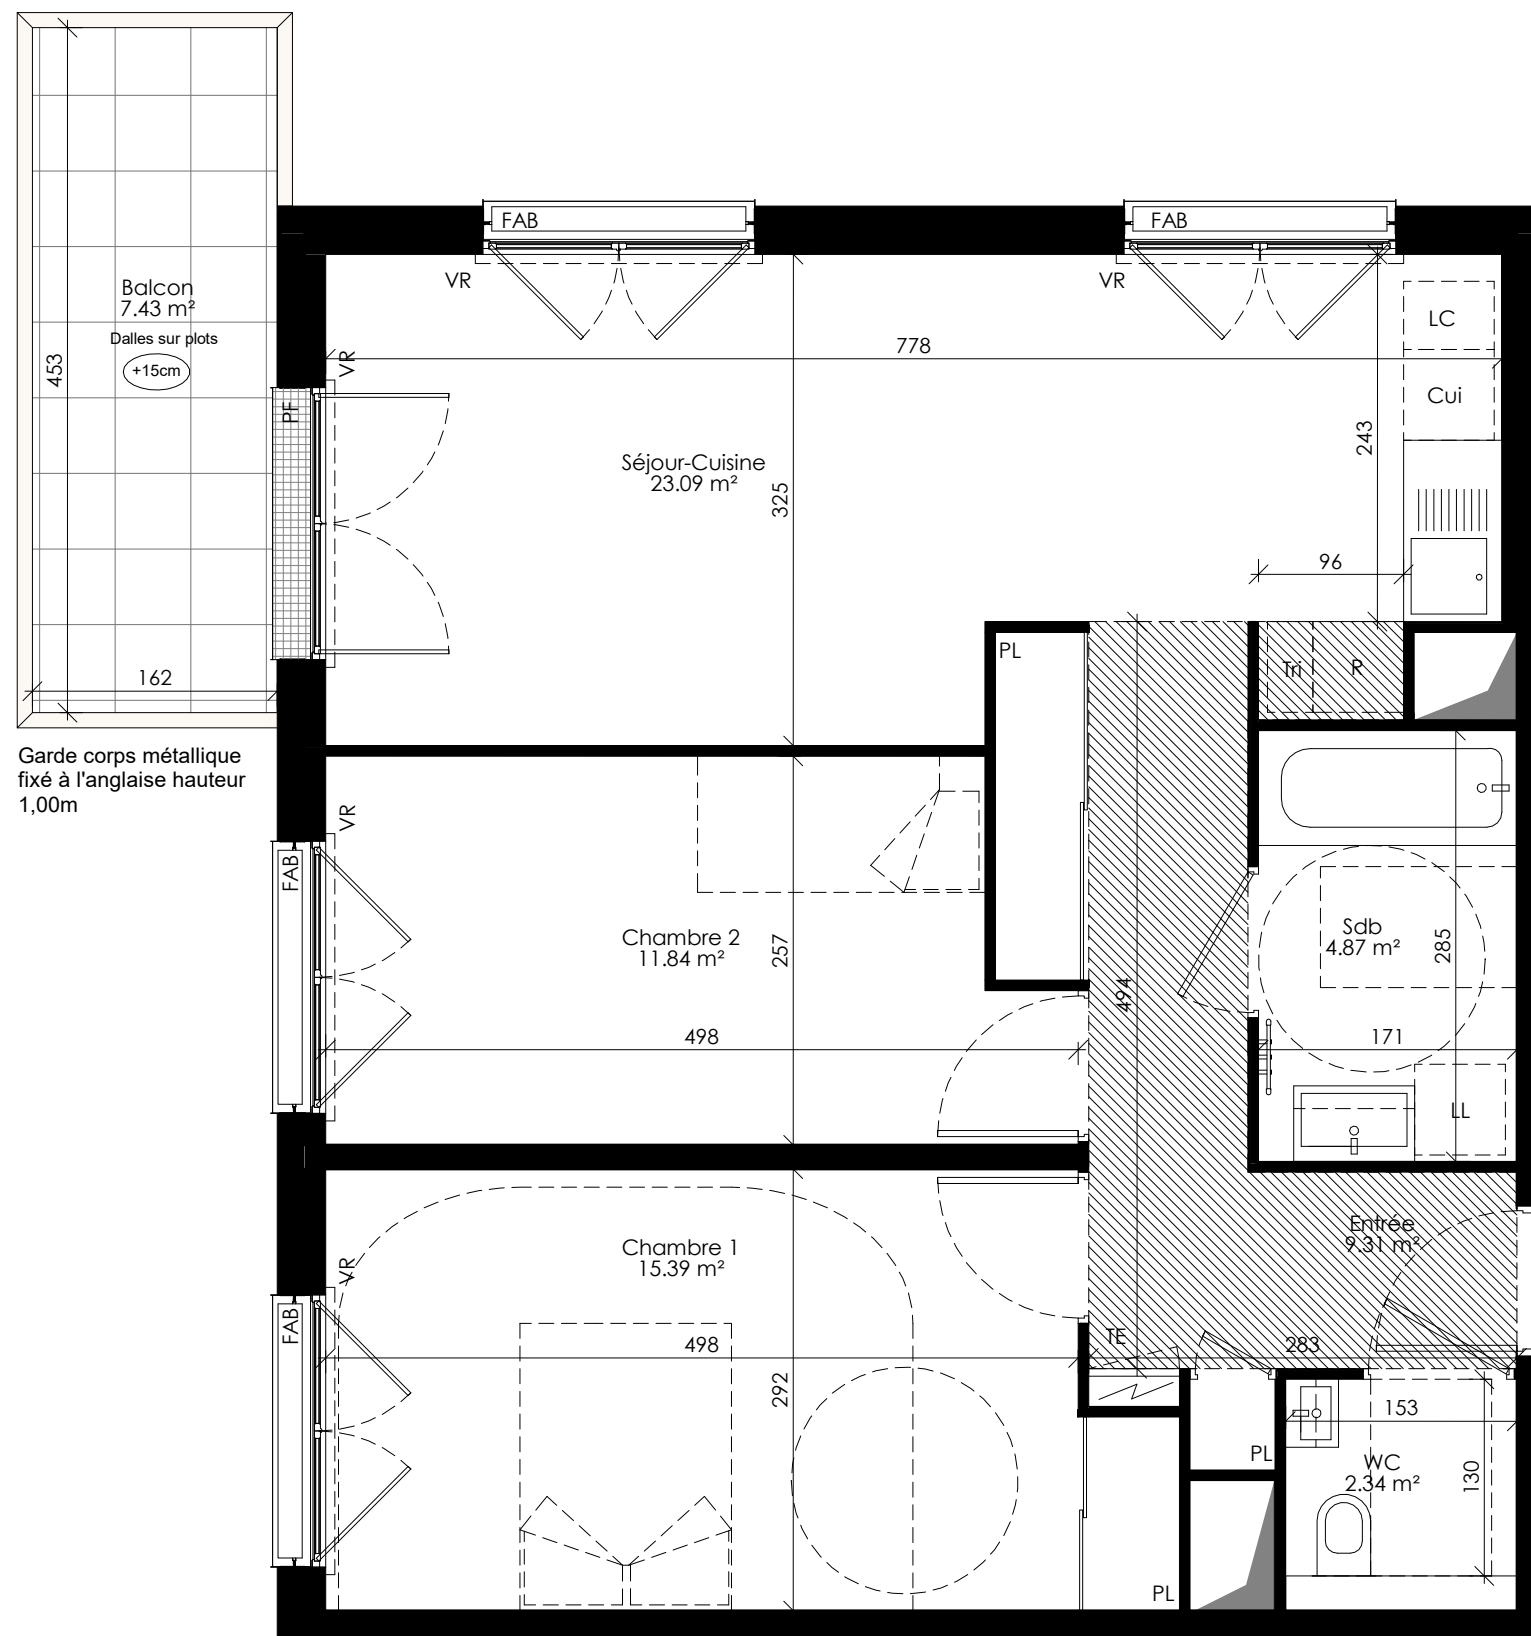 FAB
FAB
VR
VR
Balcon
7.43 m²
Dalles sur plots
+15cm
453
162
VR
PF
778
LC
Cui
243
Séjour-Cuisine
23.09 m²
325
96
PL
Tri
R
Garde corps métallique
fixé à l'anglaise hauteur
1,00m
VR
FAB
Chambre 2
11.84 m²
257
498
494
Sdb
4.87 m²
285
171
LL
Entrée
9.31 m²
Chambre 1
15.39 m²
VR
FAB
498
292
TE
283
153
PL
WC
2.34 m²
130
PL